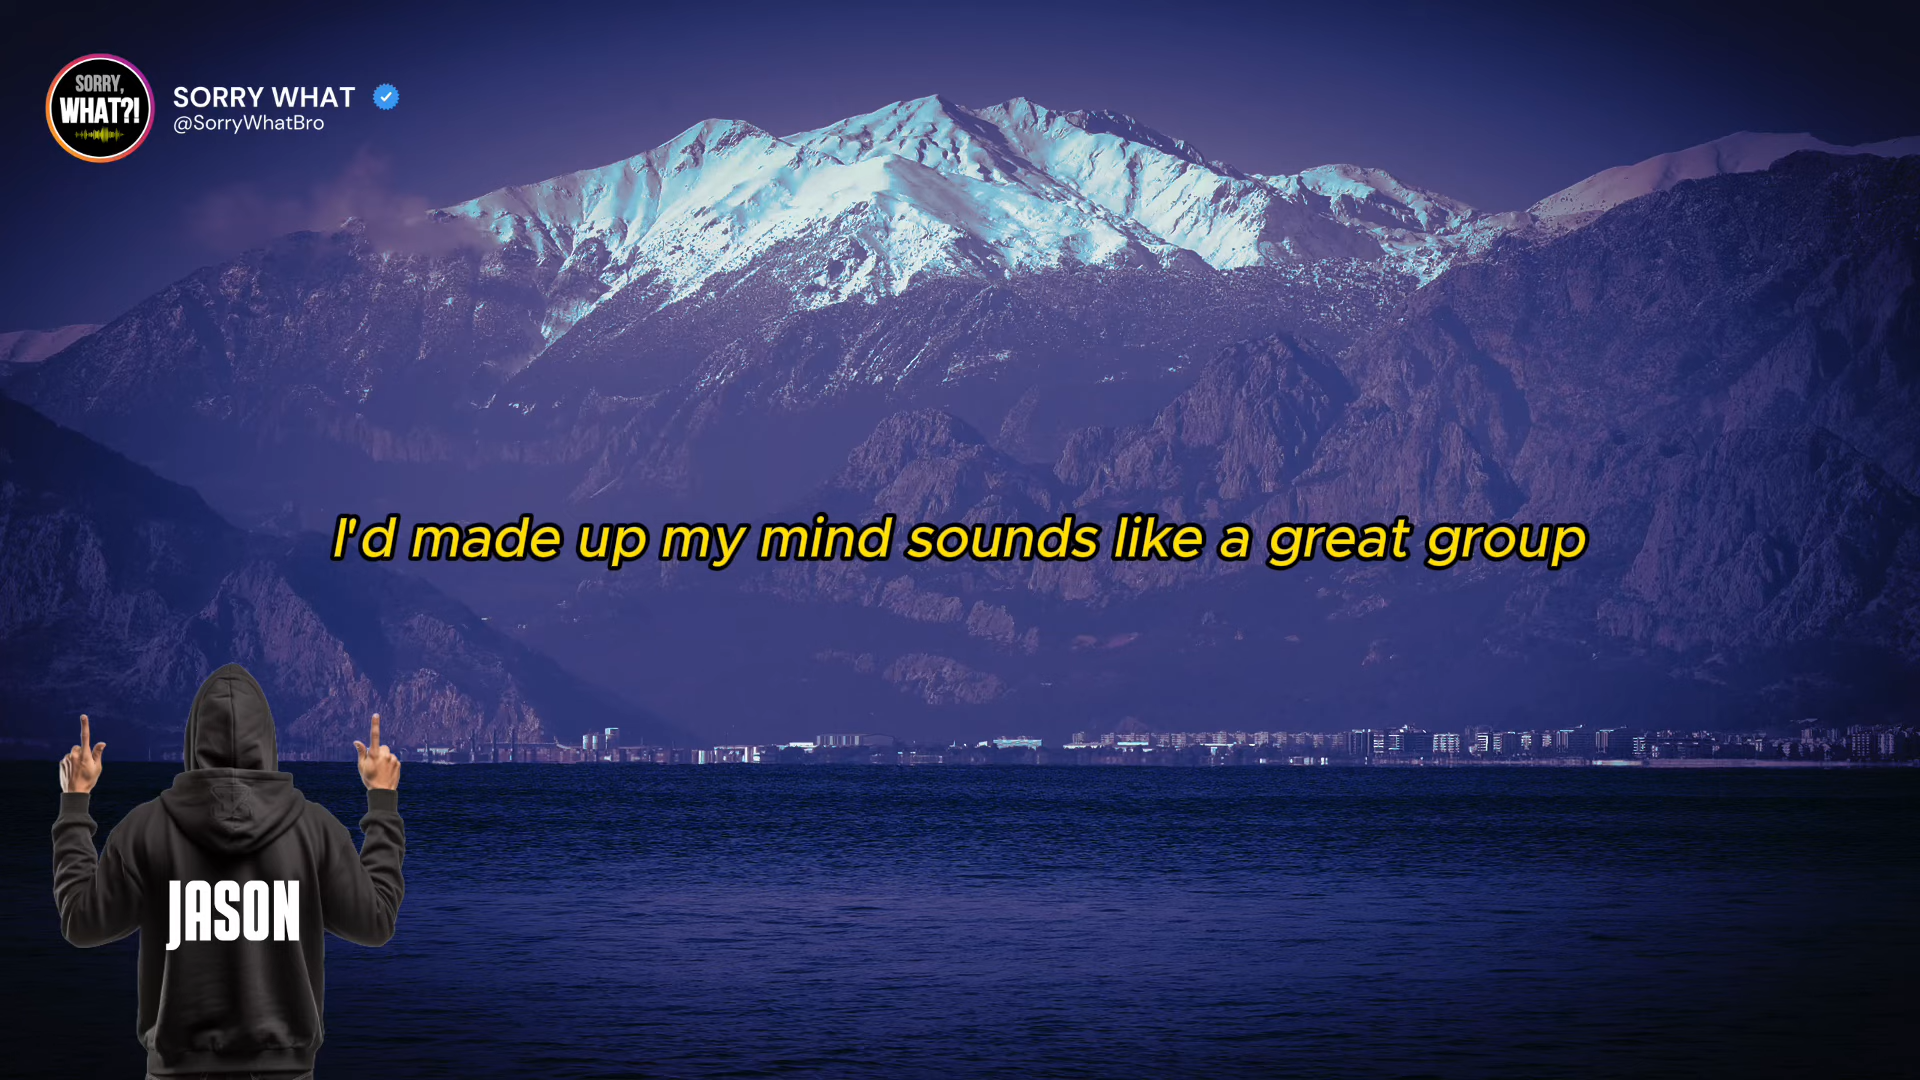 SORRY,
WHAT?!
SORRY WHAT
@SorryWhatBro
I'd made up my mind sounds like a great group
JASON